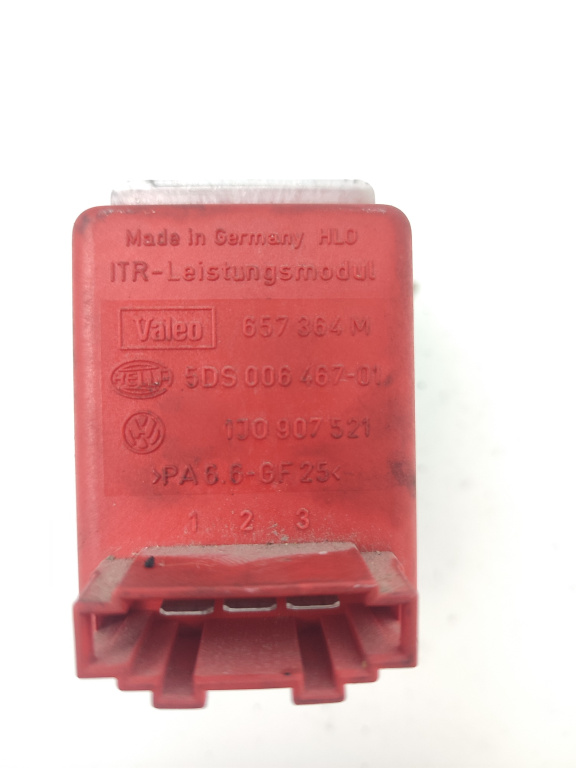 Made in Germany HLO
ITR-Leistungsmodul
Valeo 657 364 M
HELLA 5DS 006 467-01
VW 1J0 907 521
>PA 6.6-GF 25<
1 2 3